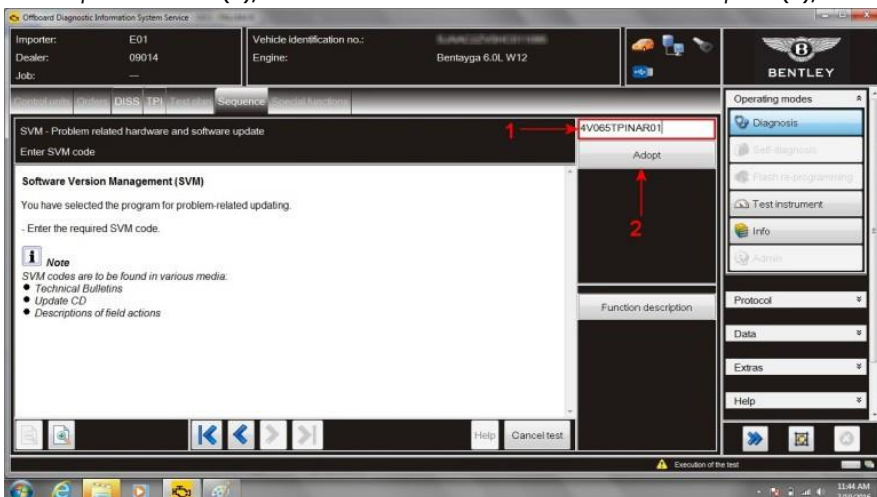 Offboard Diagnostic Information System Service
Importer: E01
Dealer: 09014
Job: —
Vehicle identification no.:
Engine: Bentayga 6.0L W12
B
BENTLEY
Control units Orders DISS TPI Test plan Sequence Special functions
SVM - Problem related hardware and software update
Enter SVM code
1
4V065TPINAR01
Adopt
2
Software Version Management (SVM)
You have selected the program for problem-related updating.
- Enter the required SVM code.
i Note
SVM codes are to be found in various media:
• Technical Bulletins
• Update CD
• Descriptions of field actions
Function description
Help
Cancel test
Operating modes
Diagnosis
Self-diagnosis
Flash re-programming
Test instrument
Info
Admin
Protocol
Data
Extras
Help
Execution of the test
11:44 AM